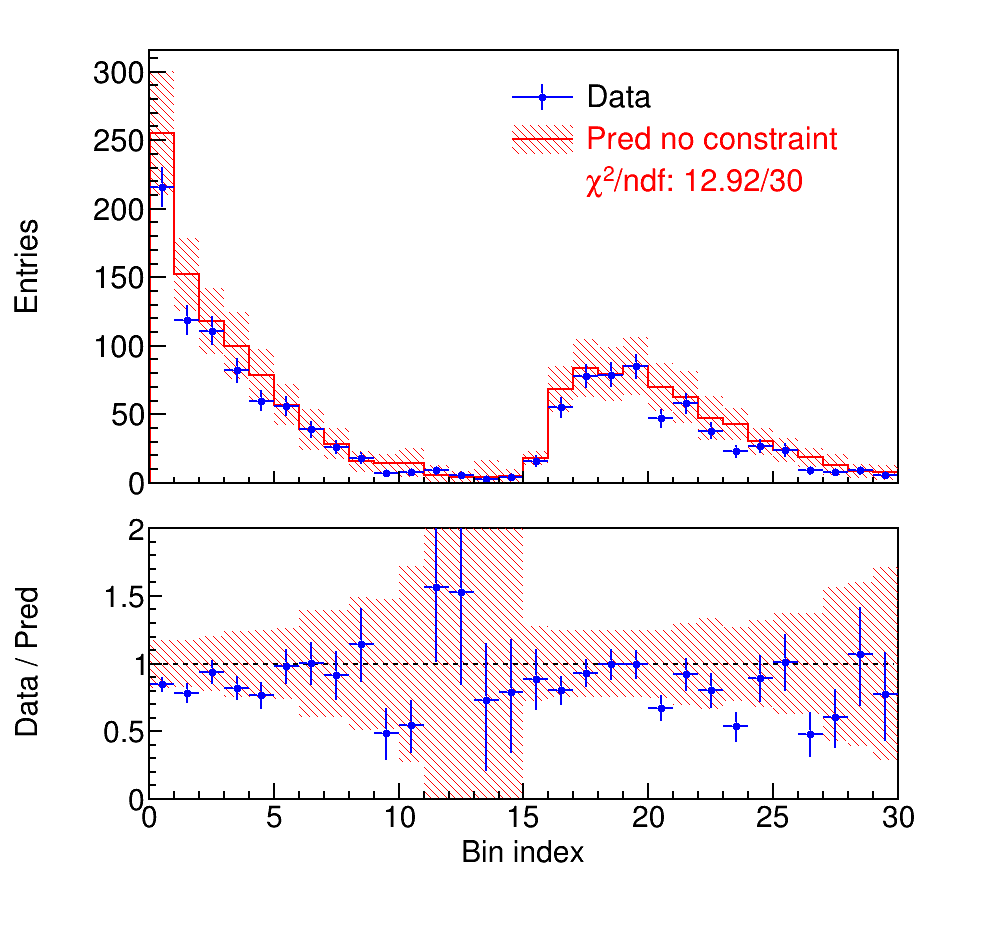 Entries
300
250
200
150
100
50
0
Data
Pred no constraint
χ²/ndf: 12.92/30
Data / Pred
2
1.5
1
0.5
0
0 5 10 15 20 25 30
Bin index